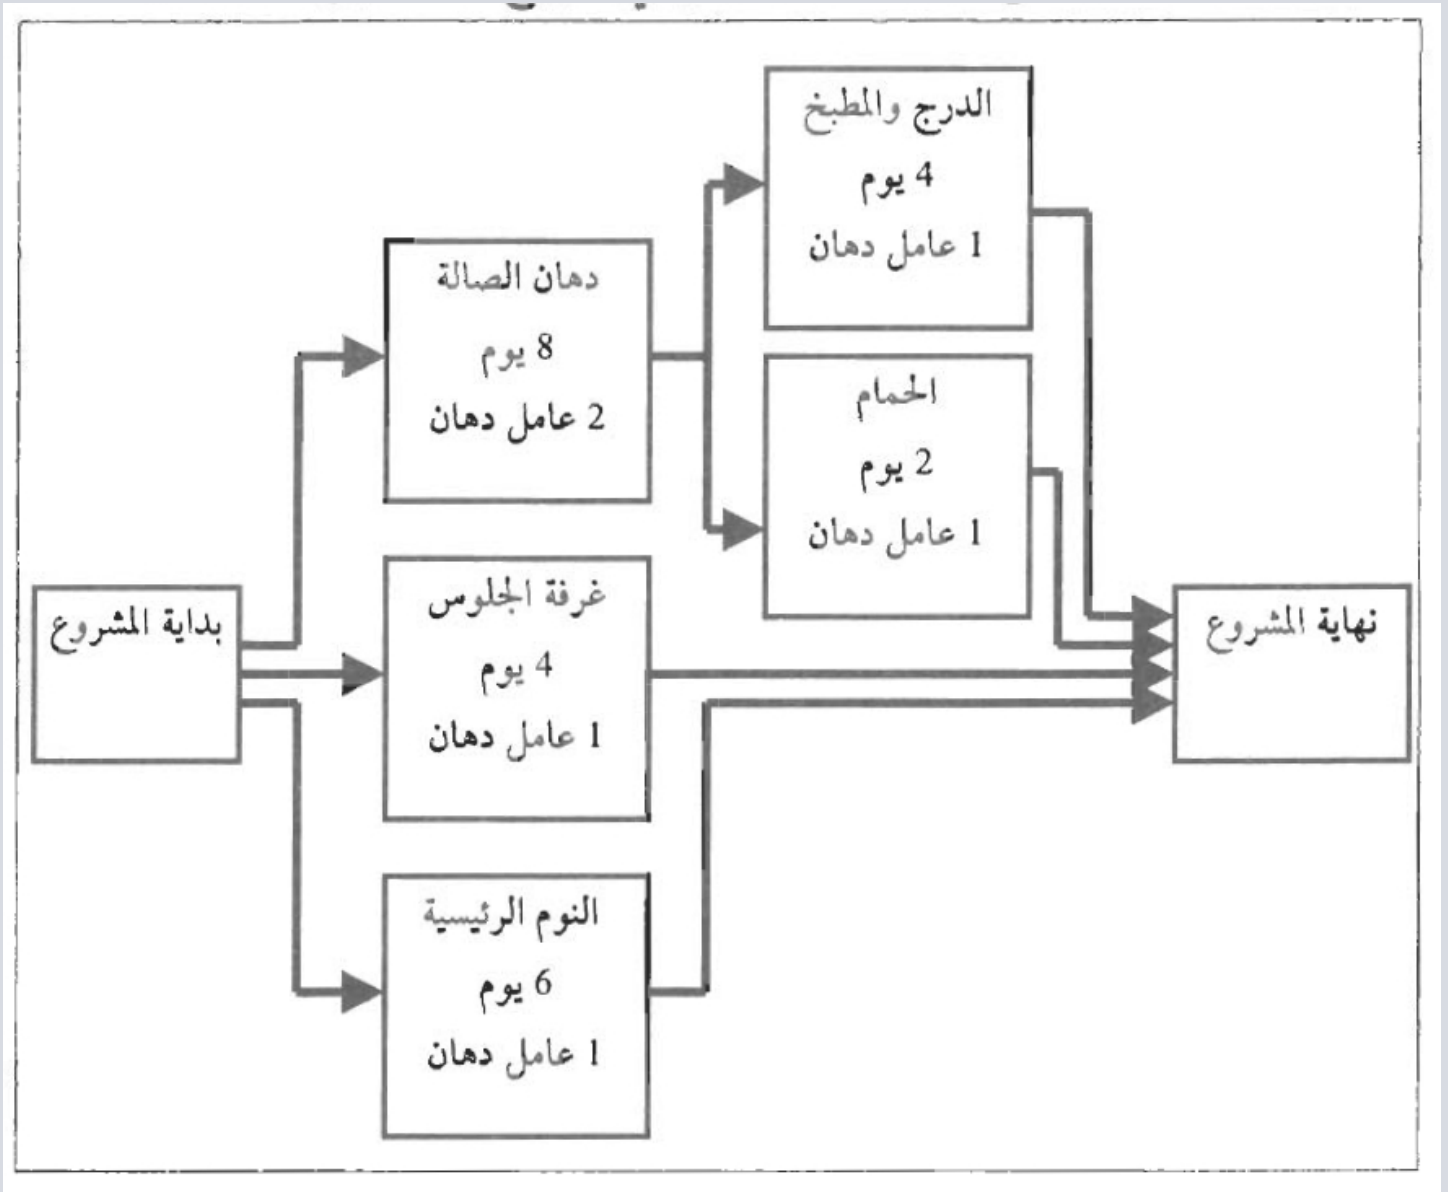 بداية المشروع
دهان الصالة
8 يوم
2 عامل دهان
غرفة الجلوس
4 يوم
1 عامل دهان
النوم الرئيسية
6 يوم
1 عامل دهان
الدرج والمطبخ
4 يوم
1 عامل دهان
الحمام
2 يوم
1 عامل دهان
نهاية المشروع